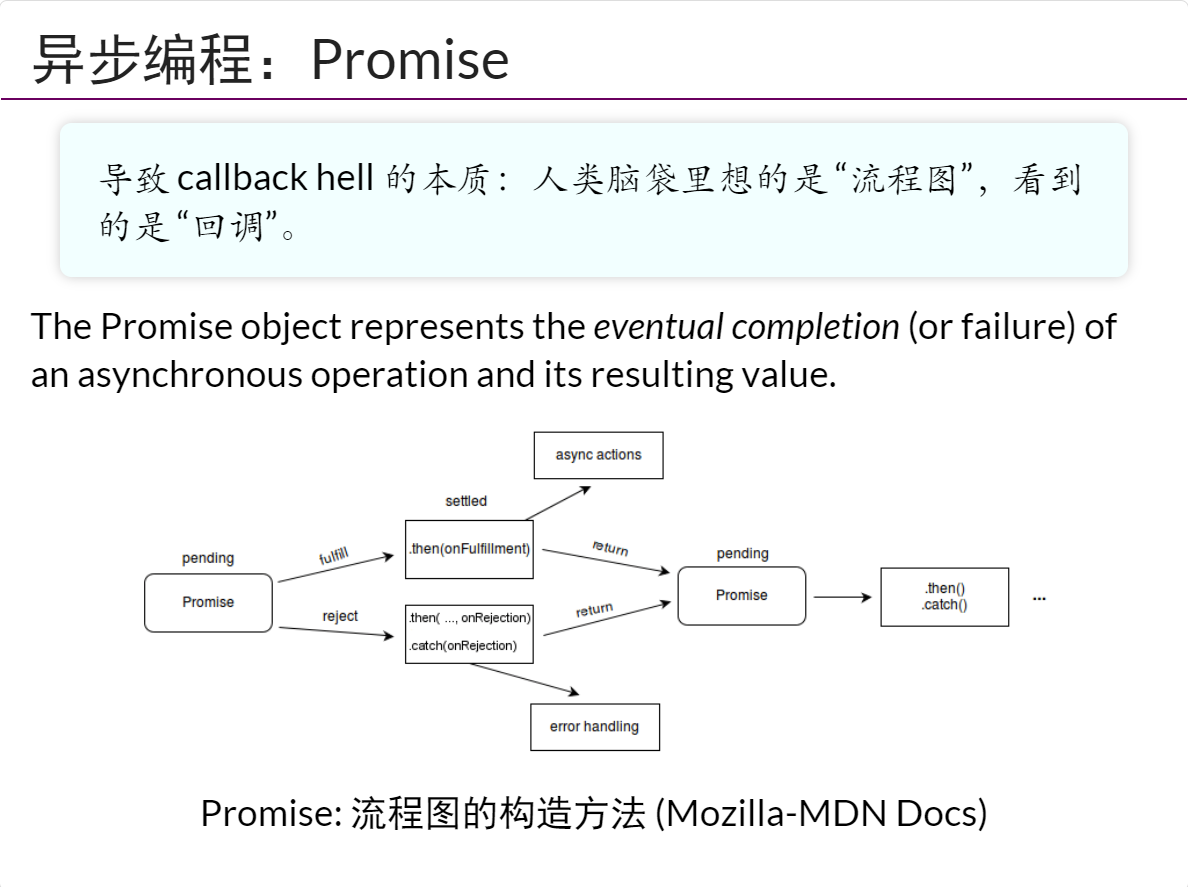 异步编程：Promise
导致 callback hell 的本质：人类脑袋里想的是“流程图”，看到
的是“回调”。
The Promise object represents the eventual completion (or failure) of
an asynchronous operation and its resulting value.
async actions
settled
.then(onFulfillment)
pending
fulfill
return
pending
Promise
Promise
.then()
.catch()
...
reject
.then( ..., onRejection)
.catch(onRejection)
return
error handling
Promise: 流程图的构造方法 (Mozilla-MDN Docs)